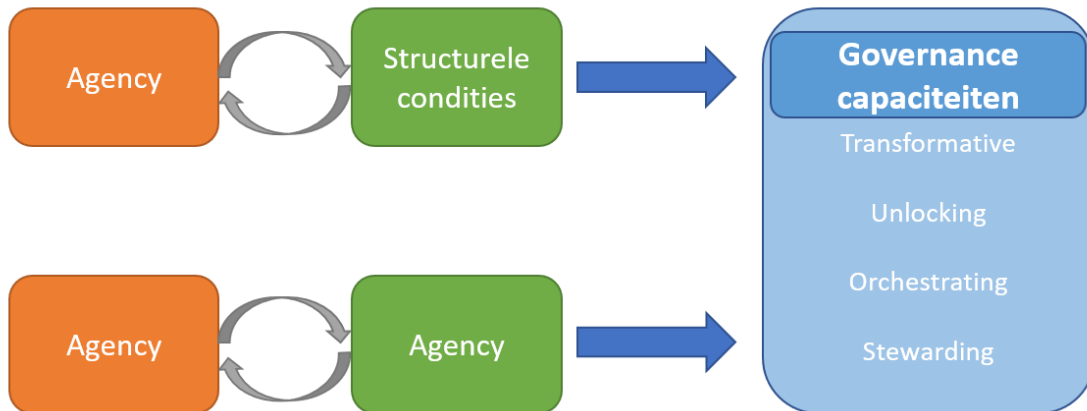 Agency
Structurele
condities
Governance
capaciteiten
Transformative
Unlocking
Orchestrating
Stewarding
Agency
Agency